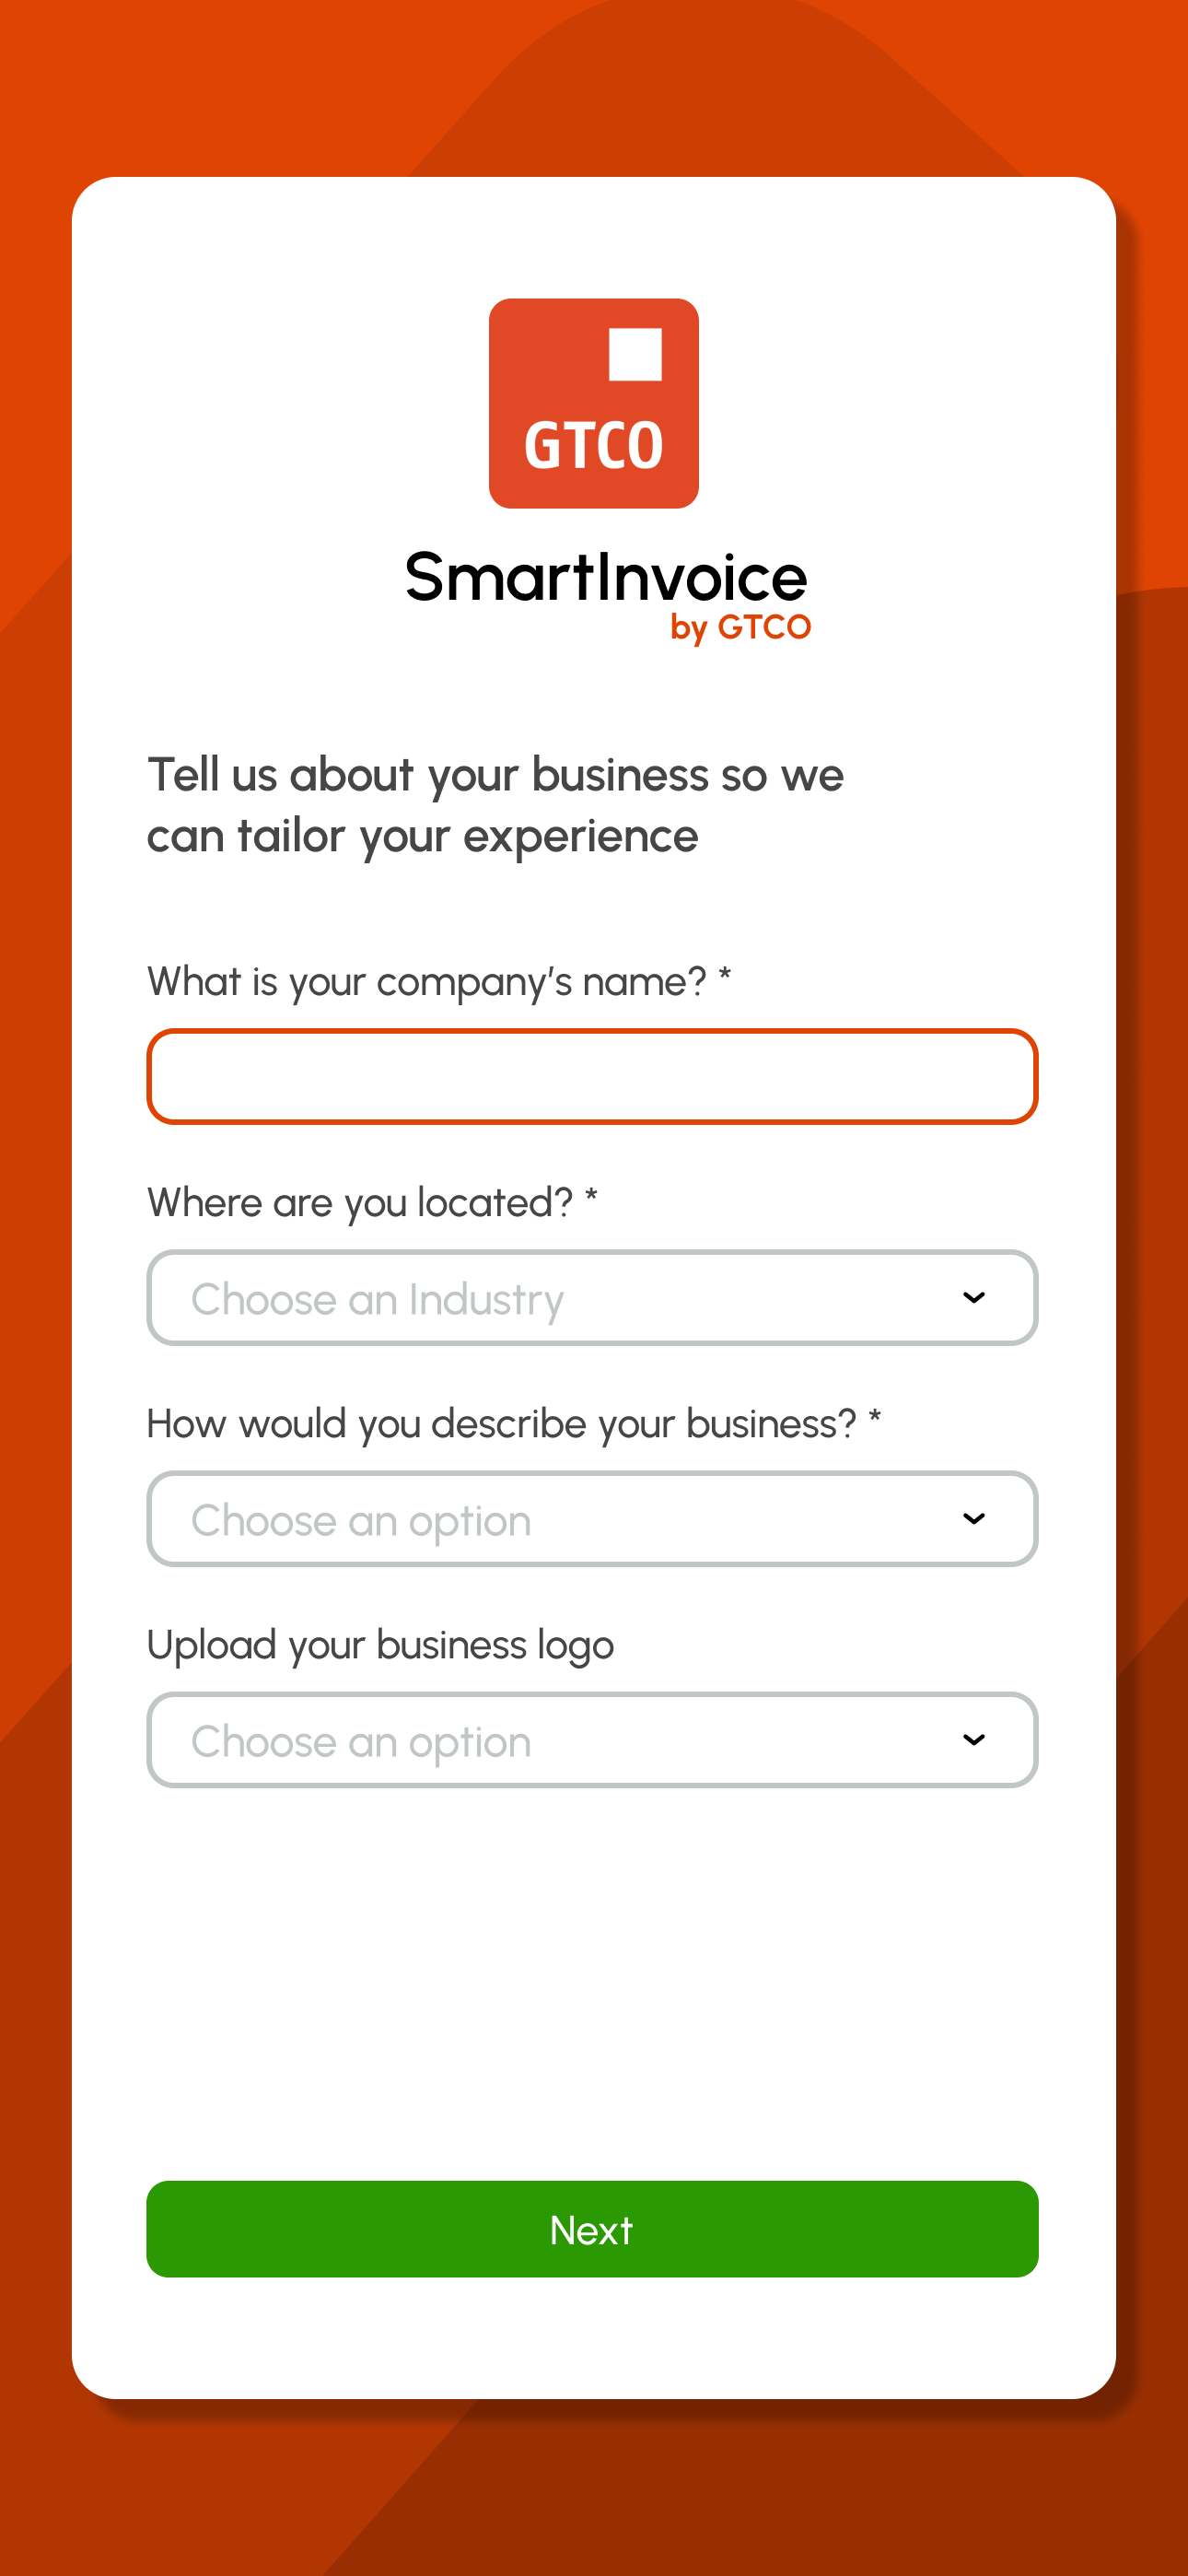 GTCO
SmartInvoice
by GTCO
Tell us about your business so we
can tailor your experience
What is your company's name? *
Where are you located? *
Choose an Industry
How would you describe your business? *
Choose an option
Upload your business logo
Choose an option
Next